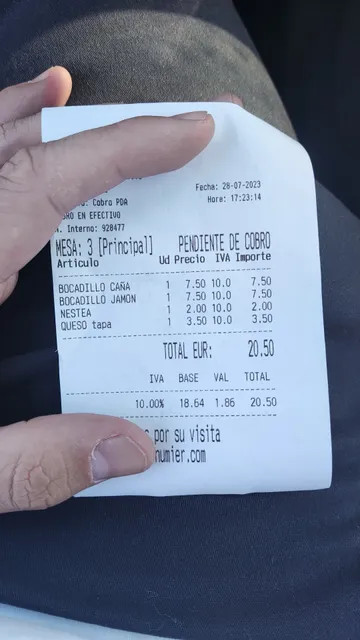 Cobro PDA
Fecha: 28-07-2023
Hora: 17:23:14
EN EFECTIVO
Interno: 928477
MESA: 3 [Principal] PENDIENTE DE COBRO
Articulo Ud Precio IVA Importe
BOCADILLO CAÑA 1 7.50 10.0 7.50
BOCADILLO JAMON 1 7.50 10.0 7.50
NESTEA 1 2.00 10.0 2.00
QUESO tapa 1 3.50 10.0 3.50
TOTAL EUR: 20.50
IVA BASE VAL TOTAL
10.00% 18.64 1.86 20.50
por su visita
numier.com